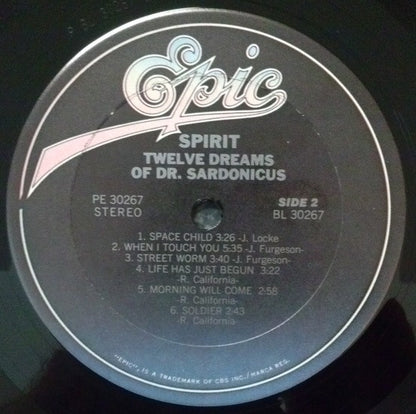 Epic
SPIRIT
TWELVE DREAMS
OF DR. SARDONICUS
PE 30267
STEREO
SIDE 2
BL 30267
1. SPACE CHILD 3:26 -J. Locke
2. WHEN I TOUCH YOU 5:35 -J. Furgeson-
3. STREET WORM 3:40 -J. Furgeson-
4. LIFE HAS JUST BEGUN 3:22
-R. California-
5. MORNING WILL COME 2:58
-R. California-
6. SOLDIER 2:43
-R. California-
"EPIC", IS A TRADEMARK OF CBS INC./MARCA REG.